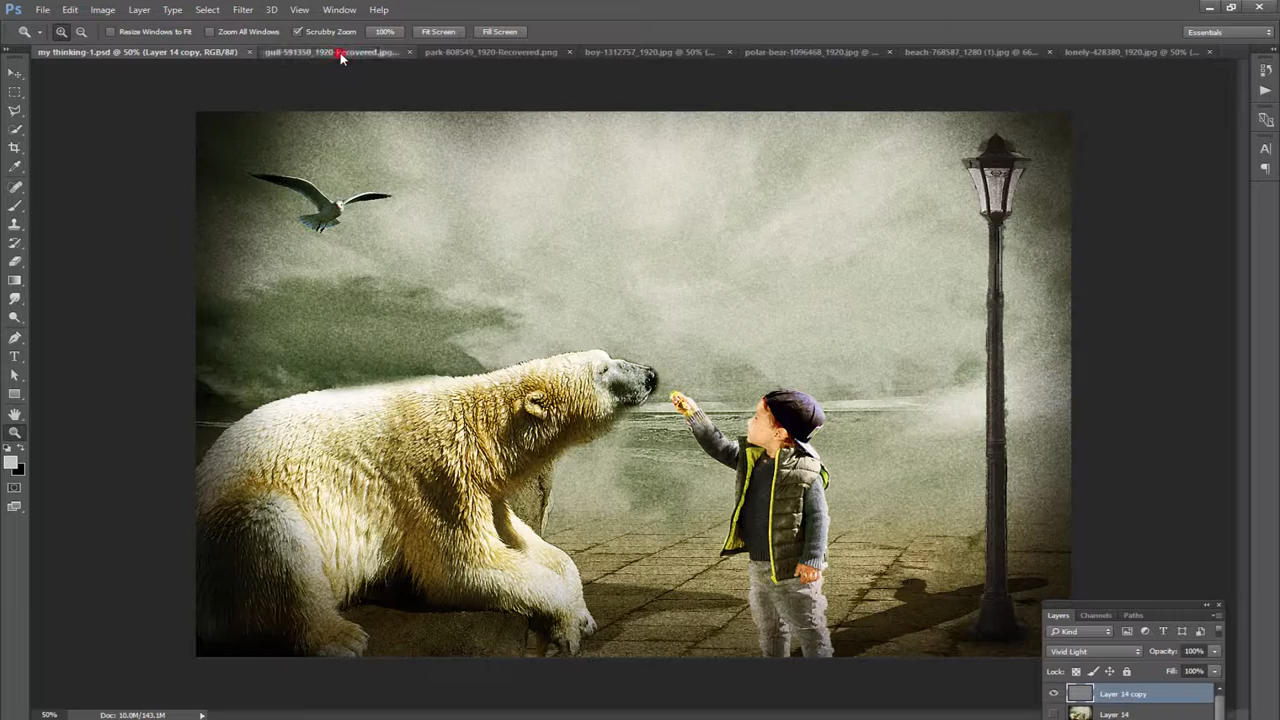 Ps File Edit Image Layer Type Select Filter 3D View Window Help
Resize Windows to Fit Zoom All Windows Scrubby Zoom 100% Fit Screen Fill Screen Essentials
my thinking-1.psd @ 50% (Layer 14 copy, RGB/8#) × gull-591350_1920-Recovered.jpg... × park-808549_1920-Recovered.png × boy-1312757_1920.jpg @ 50% (... × polar-bear-1096468_1920.jpg ... × beach-768587_1280 (1).jpg @ 66... × lonely-428380_1920.jpg @ 50% (... ×
Layers Channels Paths
Kind
Vivid Light Opacity: 100%
Lock: Fill: 100%
Layer 14 copy
Layer 14
50% Doc: 10.0M/143.1M